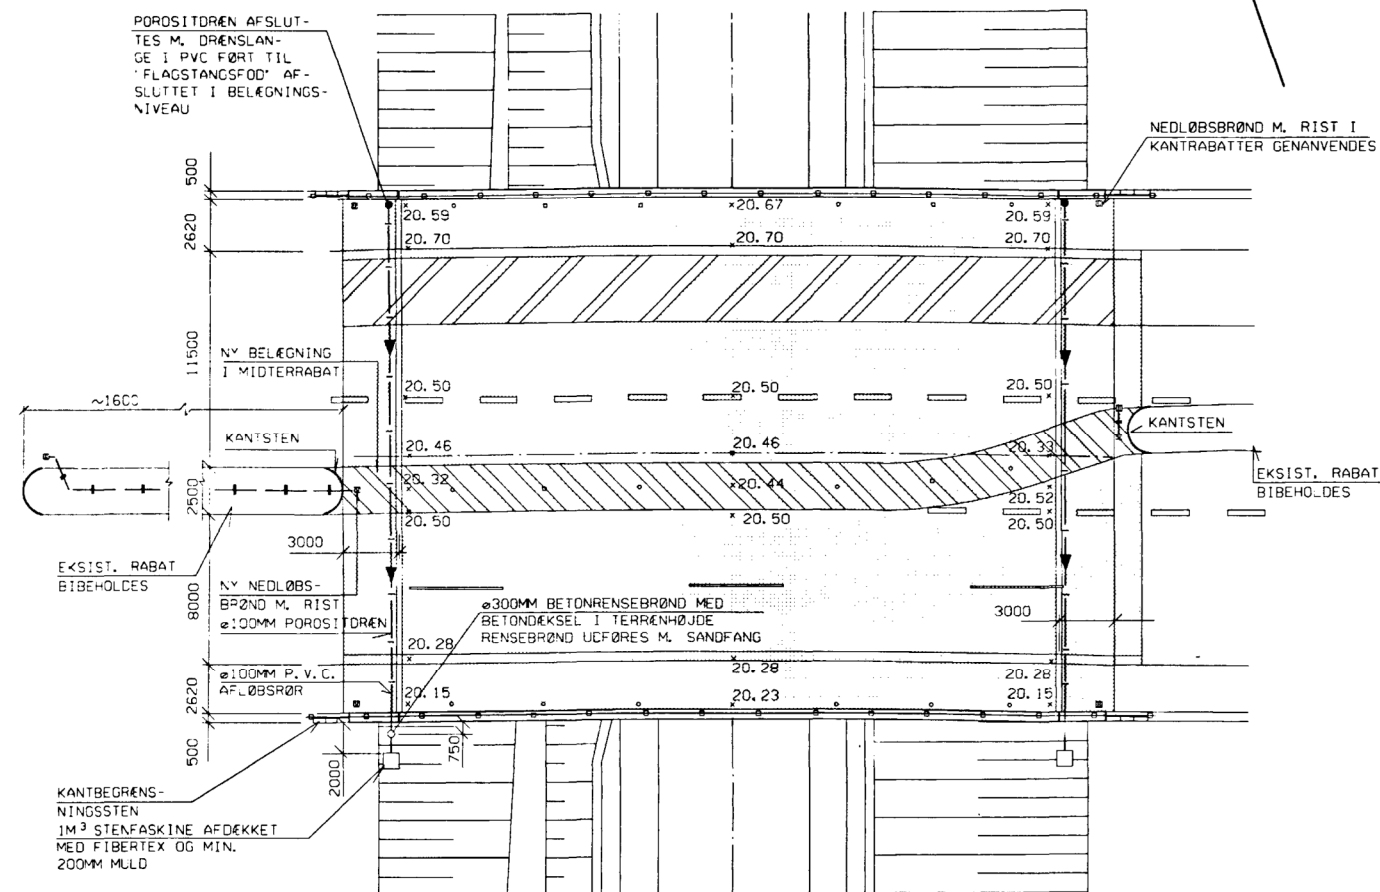 POROSITDRÆN AFSLUT-
TES M. DRÆNSLAN-
GE I PVC FØRT TIL
'FLAGSTANGSFOD' AF-
SLUTTET I BELÆGNINGS-
NIVEAU
NEDLØBSBRØND M. RIST I
KANTRABATTER GENANVENDES
500
2620
11500
2500
8000
2620
500
20.59
20.67
20.59
20.70
20.70
20.70
NY BELÆGNING
I MIDTERRABAT
~1600
20.50
20.50
20.50
KANTSTEN
20.46
20.46
20.33
KANTSTEN
20.32
20.44
20.52
EKSIST. RABAT
BIBEHOLDES
20.50
20.50
20.50
3000
EKSIST. RABAT
BIBEHOLDES
NY NEDLØBS-
BRØND M. RIST
ø100MM POROSITDRÆN
ø300MM BETONRENSEBRØND MED
BETONDÆKSEL I TERRÆNHØJDE
RENSEBRØND UDFØRES M. SANDFANG
3000
20.28
20.28
20.28
ø100MM P.V.C.
AFLØBSRØR
20.15
20.23
20.15
750
2000
KANTBEGRÆNS-
NINGSSTEN
1M³ STENFASKINE AFDÆKKET
MED FIBERTEX OG MIN.
200MM MULD